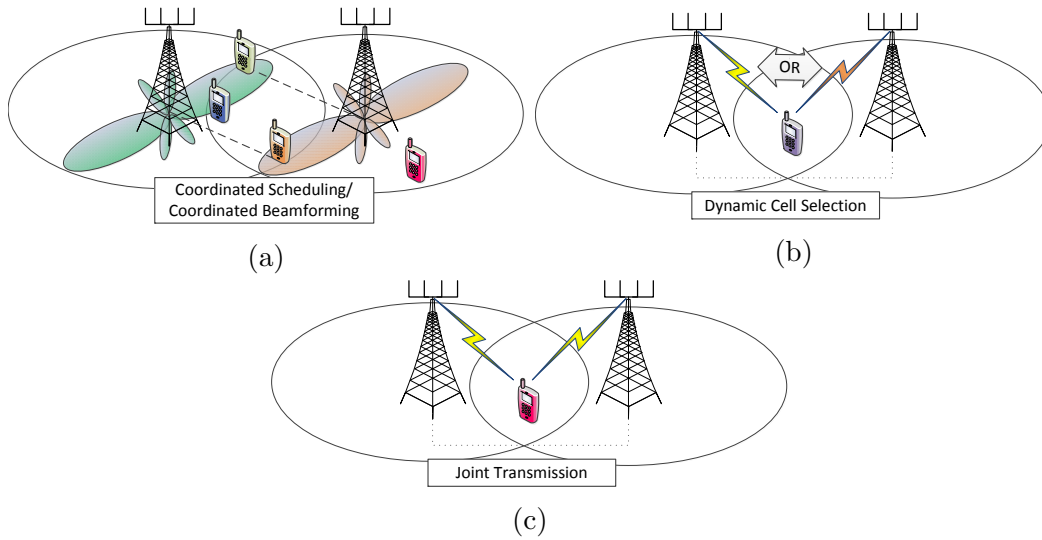 Coordinated Scheduling/
Coordinated Beamforming
(a)
OR
Dynamic Cell Selection
(b)
Joint Transmission
(c)